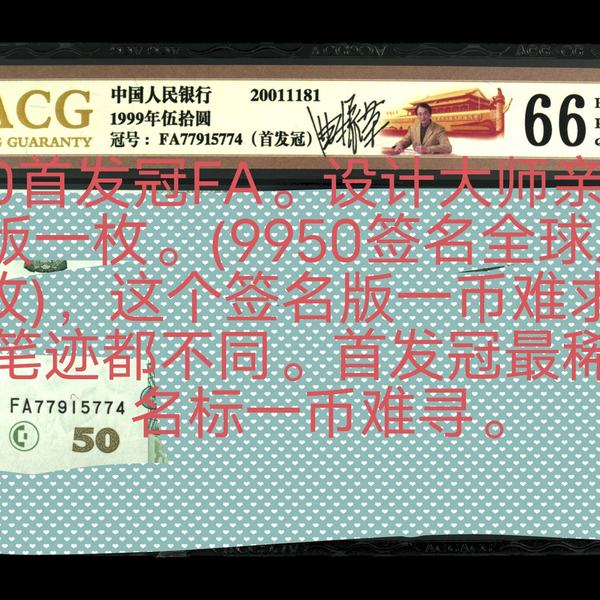 ACG
中国人民银行 20011181
1999年伍拾圆
GUARANTY
冠号：FA77915774（首发冠）
66
0首发冠FA。设计大师亲
版一枚。(9950签名全球
枚)，这个签名版一币难求
笔迹都不同。首发冠最稀
名标一币难寻。
FA77915774
50